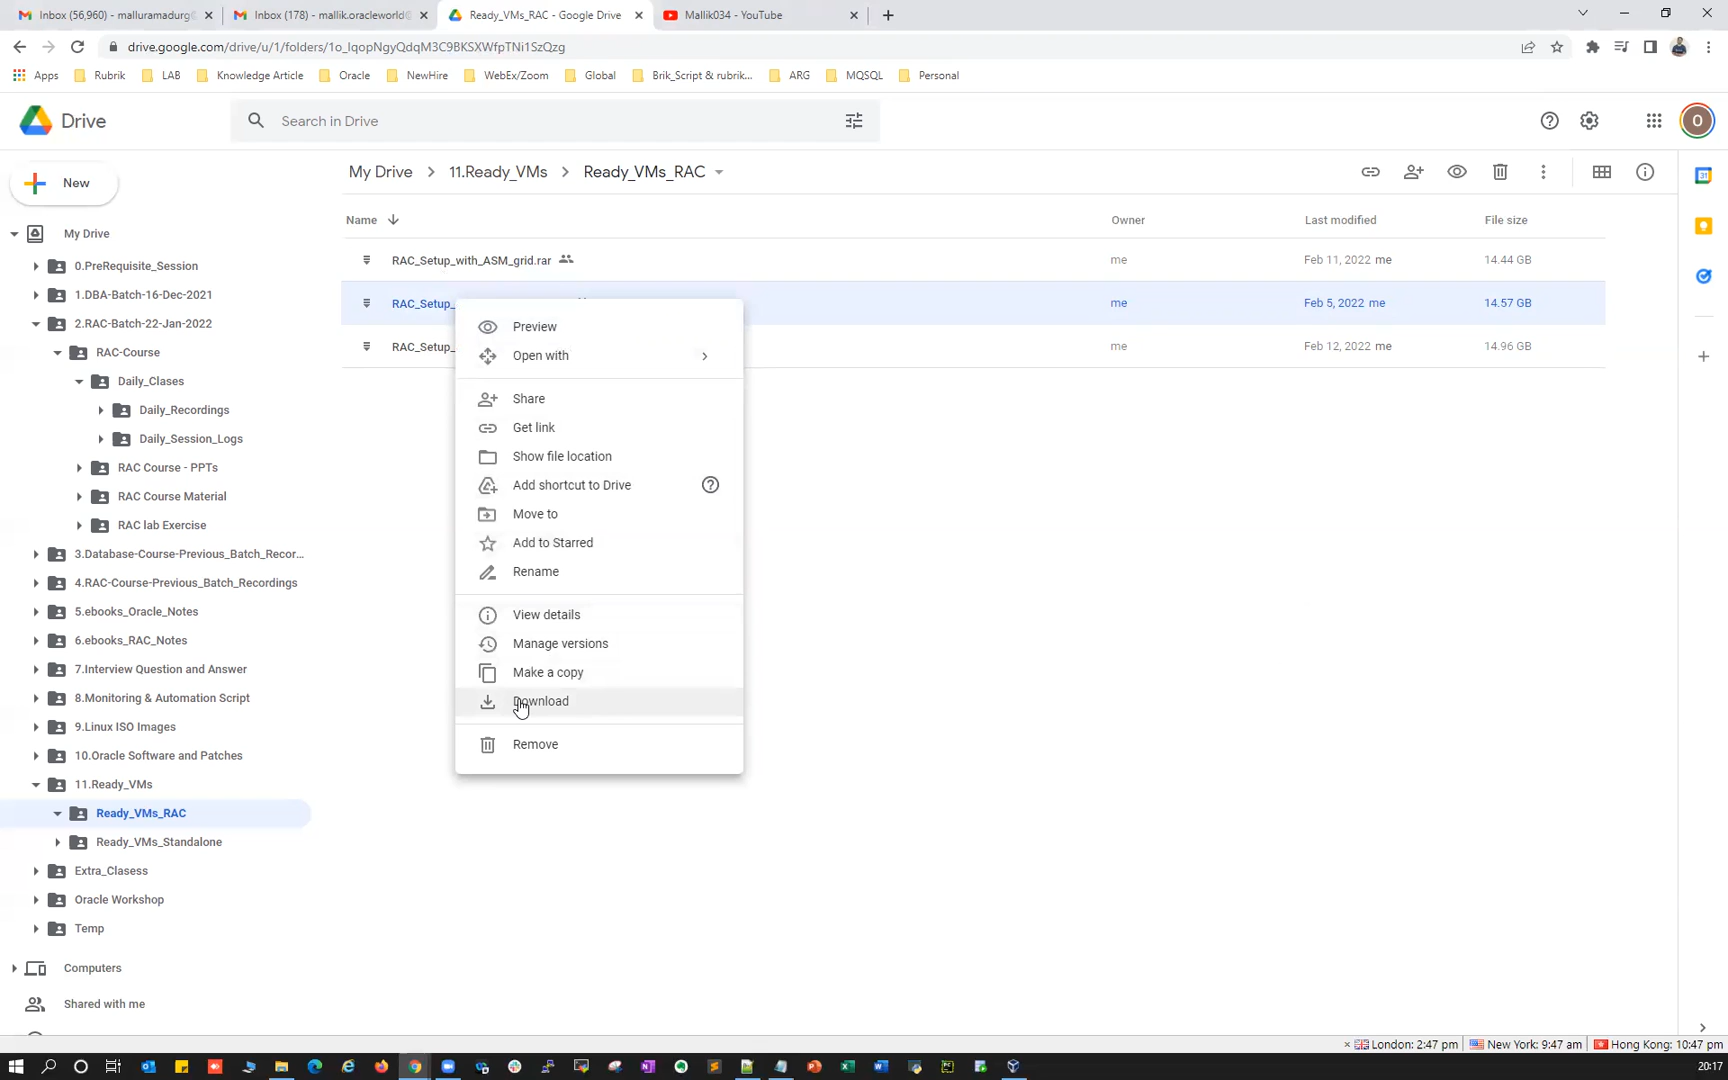 Inbox (56,960) - malluramadurg@
Inbox (178) - mallik.oracleworld@
Ready_VMs_RAC - Google Drive
Mallik034 - YouTube
drive.google.com/drive/u/1/folders/1o_IqopNgyQdqM3C9BKSXWfpTNi1SzQzg
Apps Rubrik LAB Knowledge Article Oracle NewHire WebEx/Zoom Global Brik_Script & rubrik... ARG MQSQL Personal
Drive
Search in Drive
O
New
My Drive > 11.Ready_VMs > Ready_VMs_RAC
31
Name Owner Last modified File size
RAC_Setup_with_ASM_grid.rar me Feb 11, 2022 me 14.44 GB
RAC_Setup_ me Feb 5, 2022 me 14.57 GB
RAC_Setup_ me Feb 12, 2022 me 14.96 GB
My Drive
0.PreRequisite_Session
1.DBA-Batch-16-Dec-2021
2.RAC-Batch-22-Jan-2022
RAC-Course
Daily_Clases
Daily_Recordings
Daily_Session_Logs
RAC Course - PPTs
RAC Course Material
RAC lab Exercise
3.Database-Course-Previous_Batch_Recor...
4.RAC-Course-Previous_Batch_Recordings
5.ebooks_Oracle_Notes
6.ebooks_RAC_Notes
7.Interview Question and Answer
8.Monitoring & Automation Script
9.Linux ISO Images
10.Oracle Software and Patches
11.Ready_VMs
Ready_VMs_RAC
Ready_VMs_Standalone
Extra_Clasess
Oracle Workshop
Temp
Computers
Shared with me
Preview
Open with
Share
Get link
Show file location
Add shortcut to Drive
Move to
Add to Starred
Rename
View details
Manage versions
Make a copy
Download
Remove
London: 2:47 pm New York: 9:47 am Hong Kong: 10:47 pm
20:17